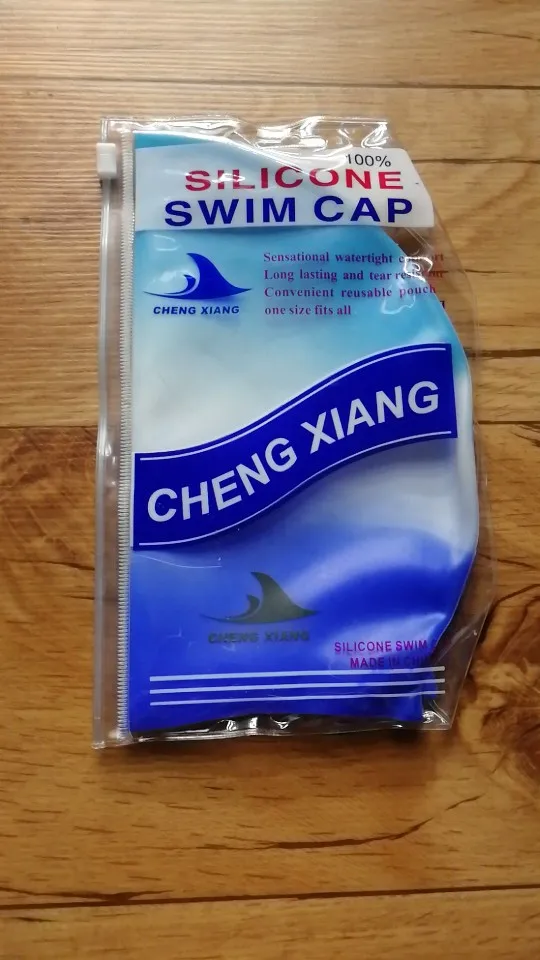 100%
SILICONE
SWIM CAP
Sensational watertight
Long lasting and tear resistant
Convenient reusable pouch
one size fits all
CHENG XIANG
CHENG XIANG
CHENG XIANG
SILICONE SWIM
MADE IN